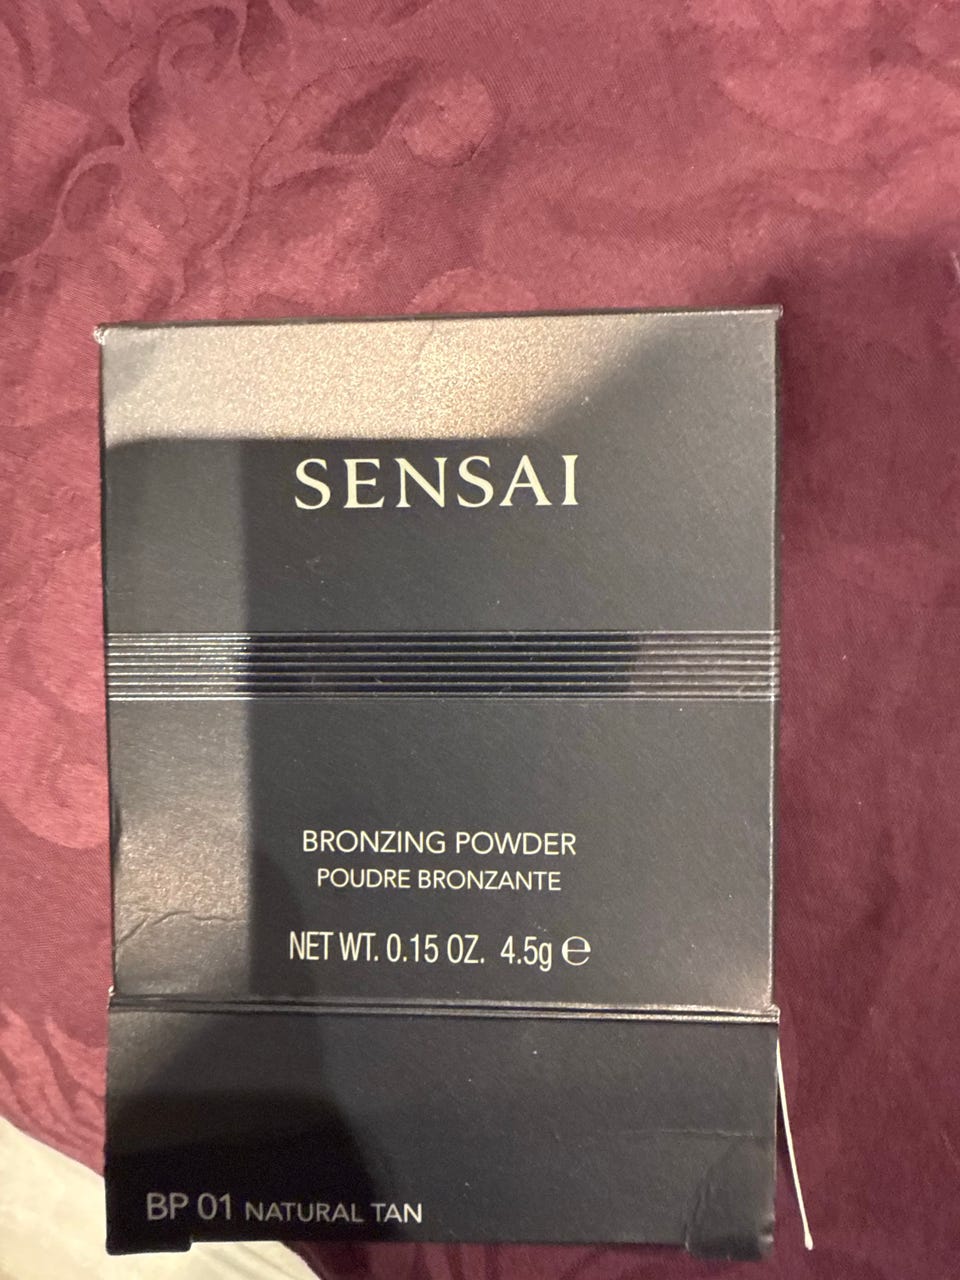 SENSAI
BRONZING POWDER
POUDRE BRONZANTE
NET WT. 0.15 OZ. 4.5g ℮
BP 01 NATURAL TAN